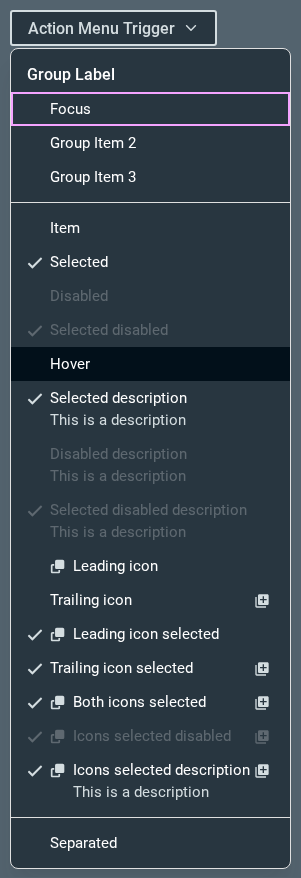 Action Menu Trigger
Group Label
Focus
Group Item 2
Group Item 3
Item
Selected
Disabled
Selected disabled
Hover
Selected description
This is a description
Disabled description
This is a description
Selected disabled description
This is a description
Leading icon
Trailing icon
Leading icon selected
Trailing icon selected
Both icons selected
Icons selected disabled
Icons selected description
This is a description
Separated